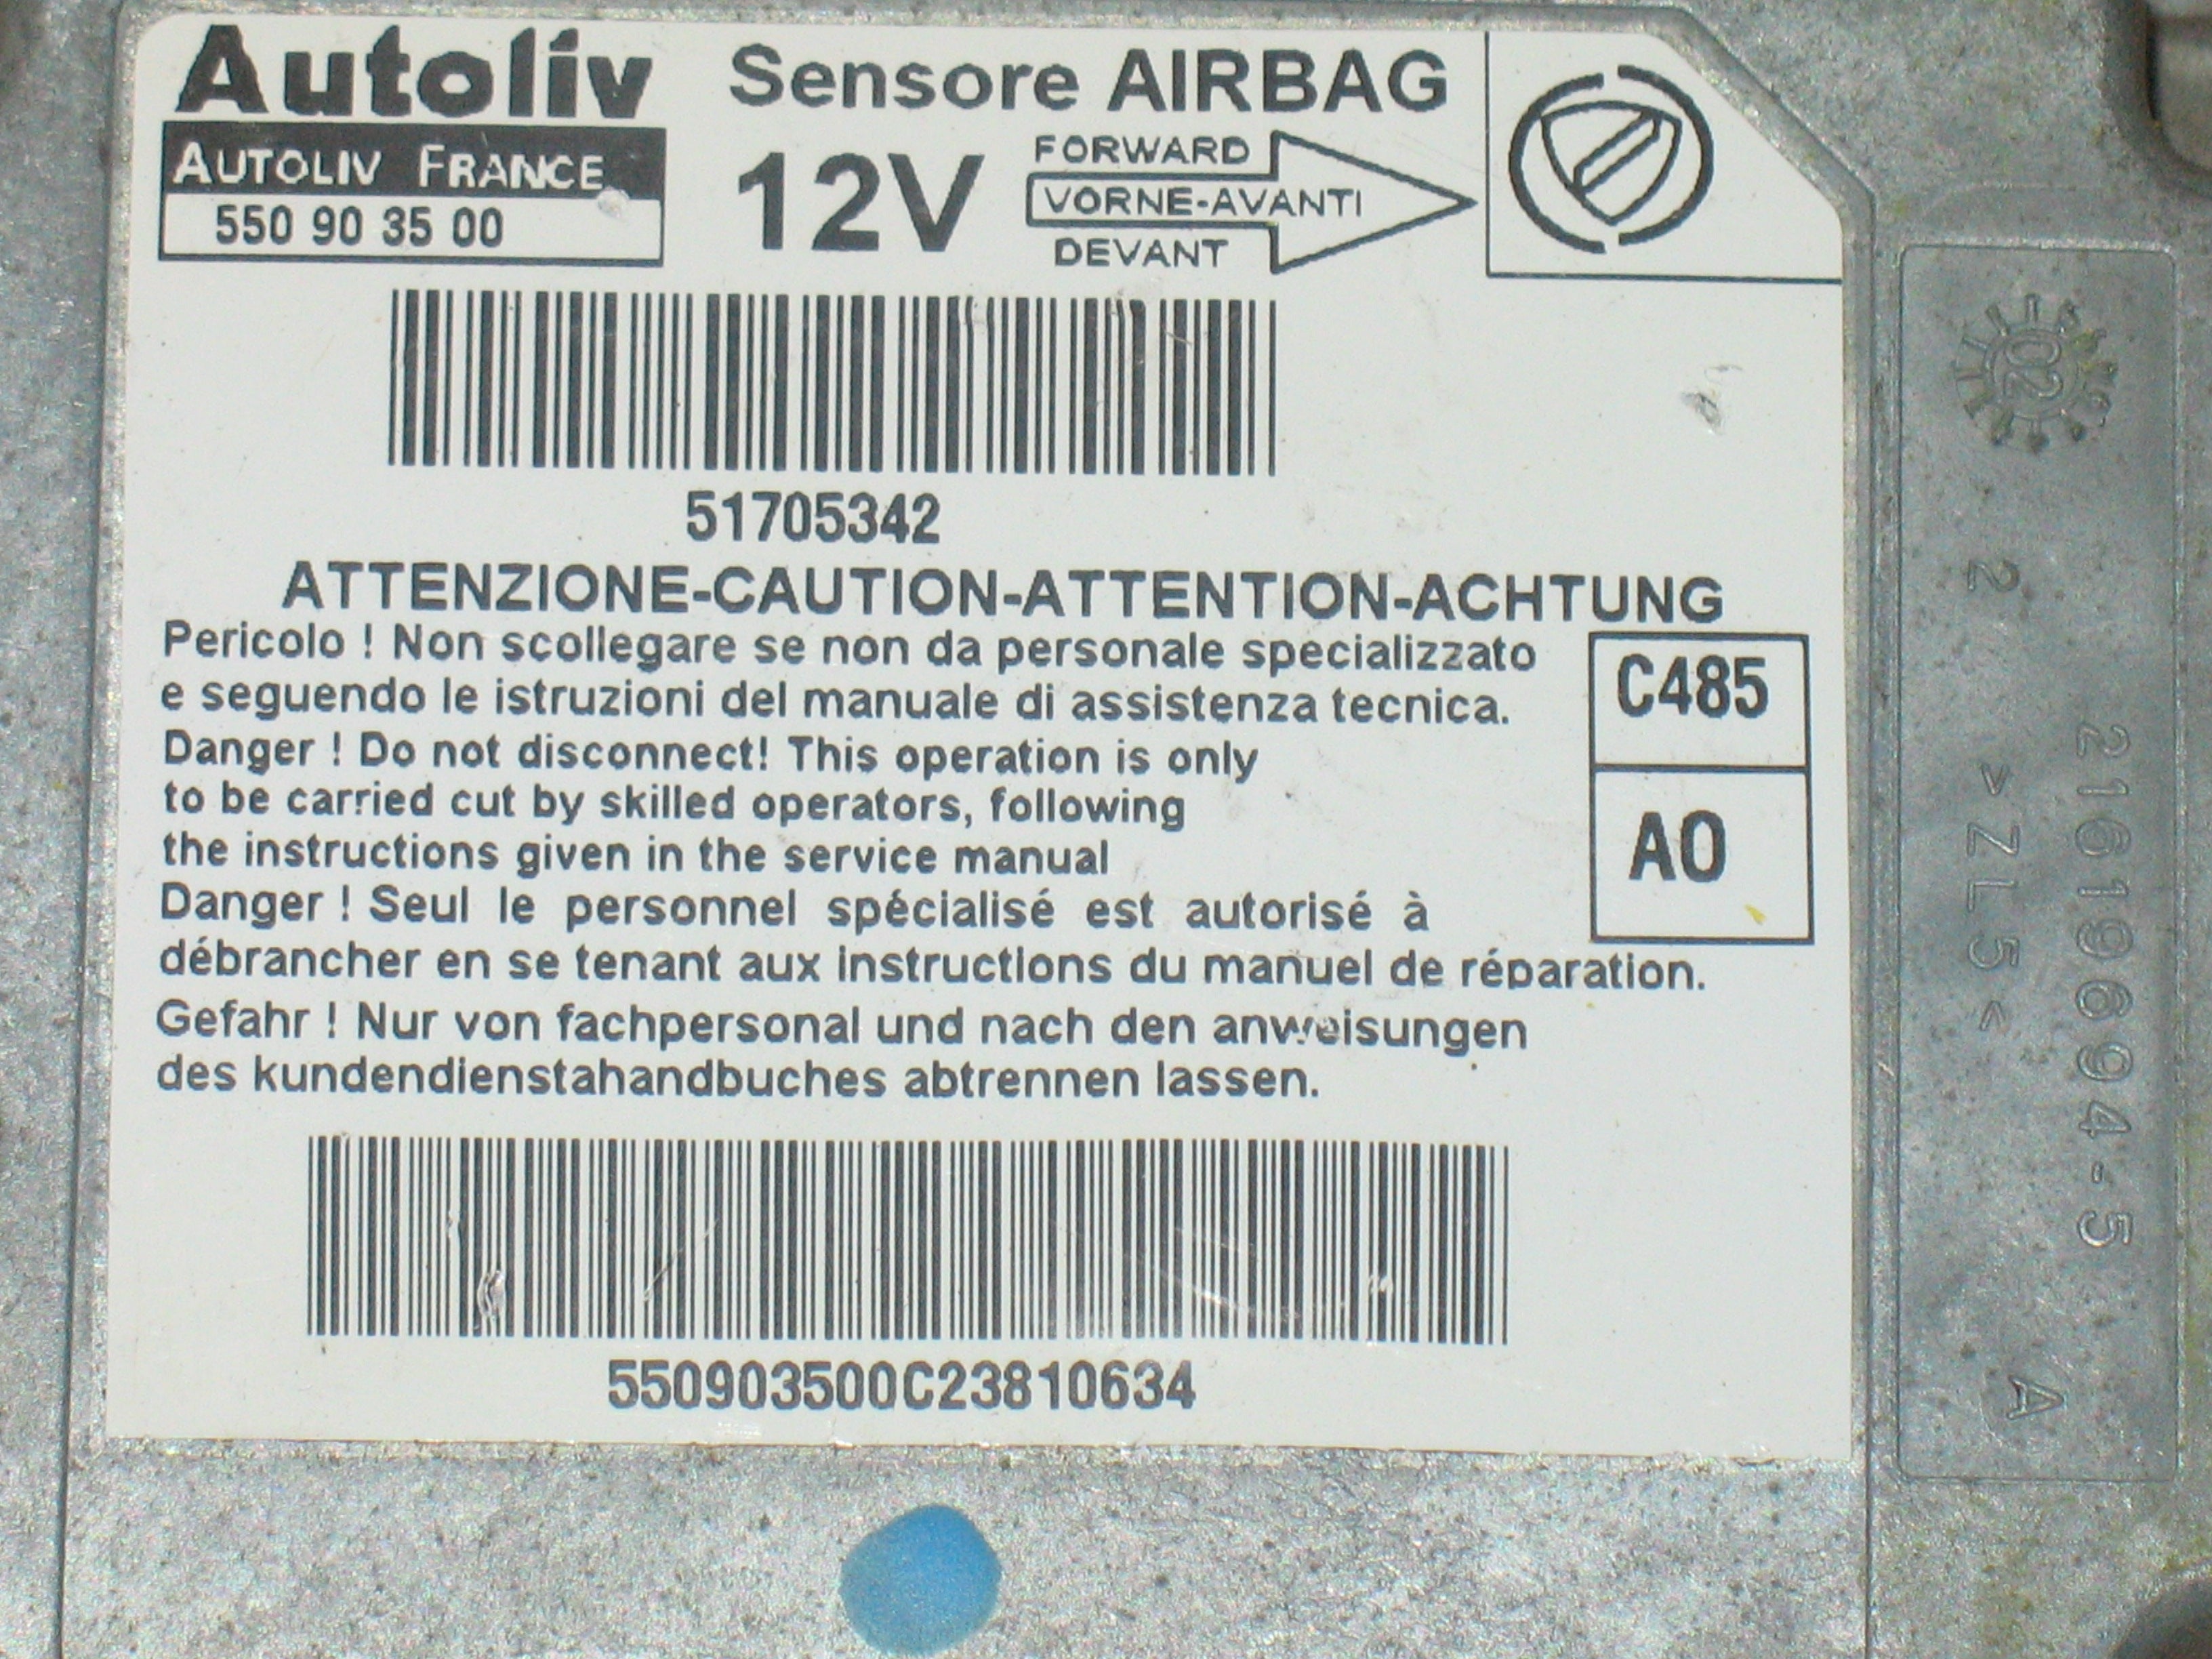 Autoliv
Sensore AIRBAG
AUTOLIV FRANCE
550 90 35 00
12V
FORWARD
VORNE-AVANTI
DEVANT
51705342
ATTENZIONE-CAUTION-ATTENTION-ACHTUNG
Pericolo ! Non scollegare se non da personale specializzato
e seguendo le istruzioni del manuale di assistenza tecnica.
Danger ! Do not disconnect! This operation is only
to be carried cut by skilled operators, following
the instructions given in the service manual
Danger ! Seul le personnel spécialisé est autorisé à
débrancher en se tenant aux instructions du manuel de réparation.
Gefahr ! Nur von fachpersonal und nach den anweisungen
des kundendienstahandbuches abtrennen lassen.
C485
A0
550903500C23810634
02
2
>ZL5<
21619694-5
A